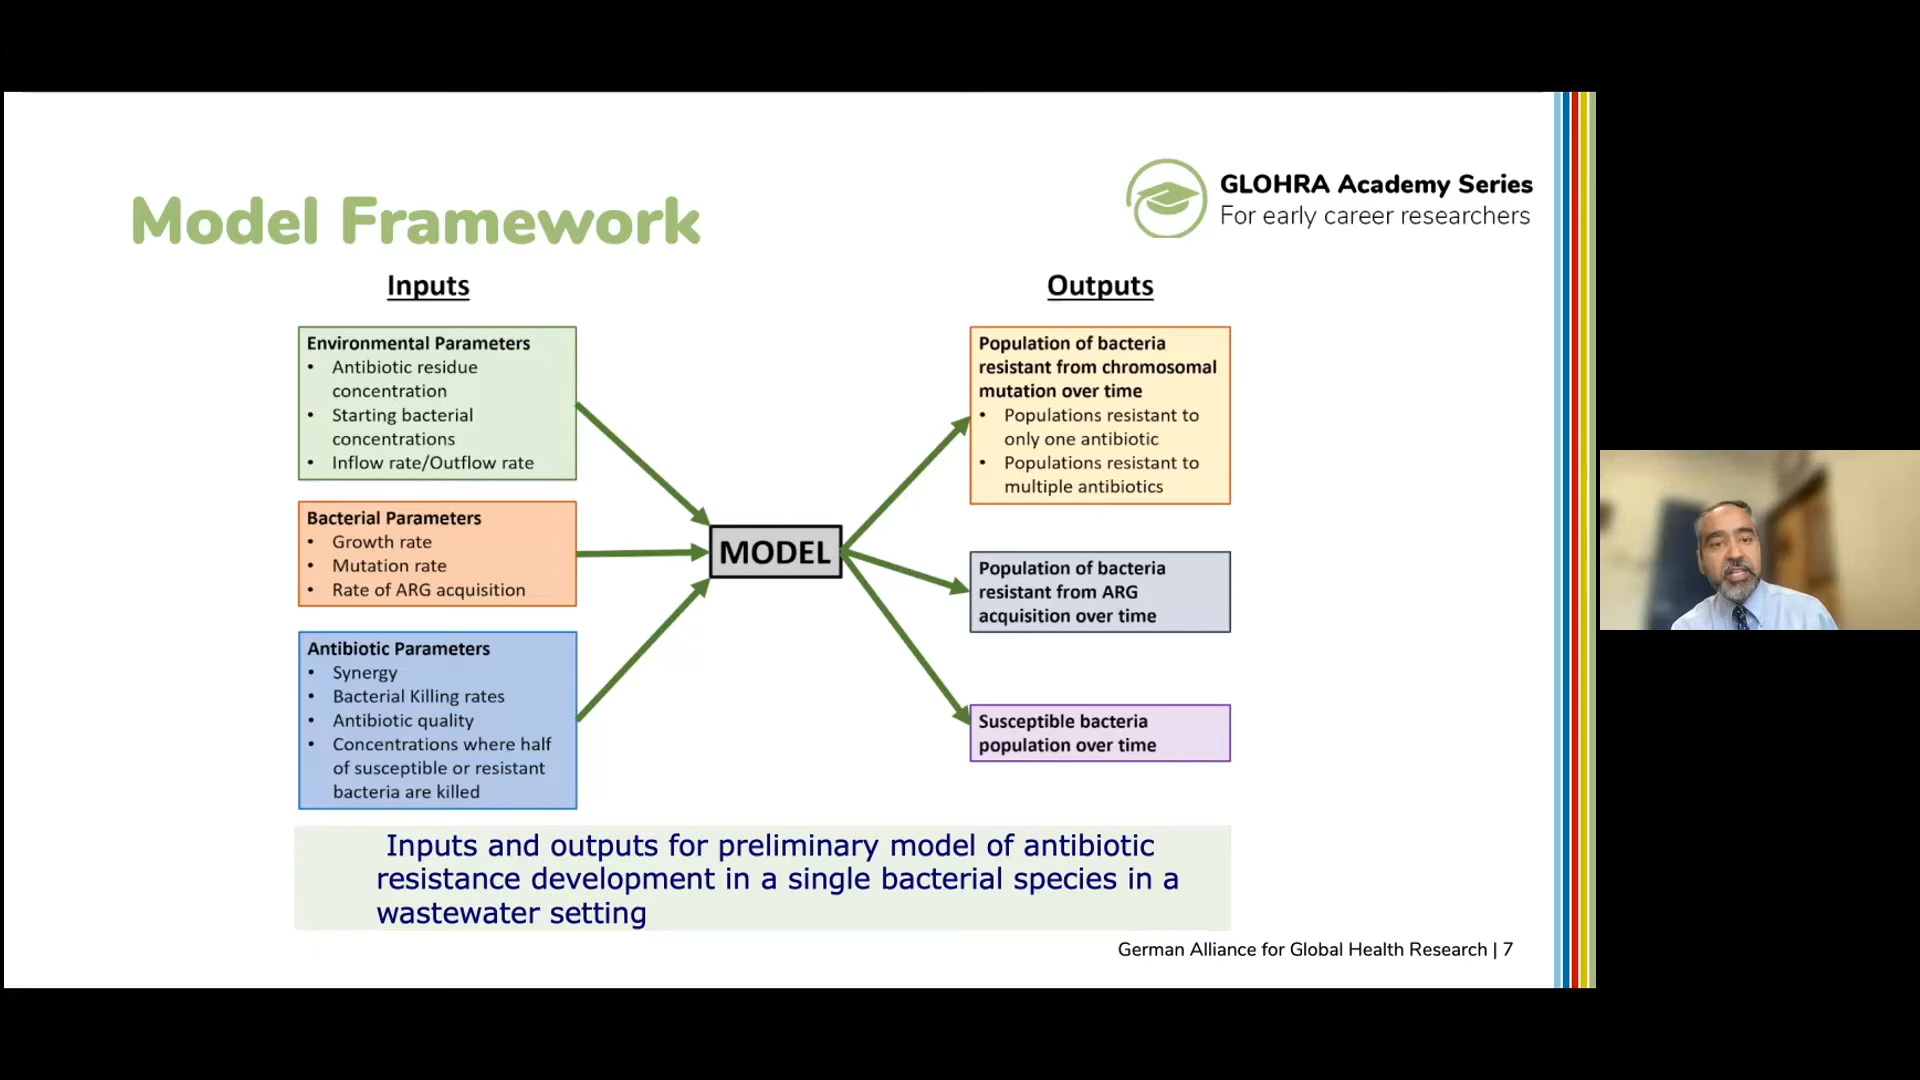 GLOHRA Academy Series
For early career researchers
Model Framework
Inputs
Environmental Parameters
• Antibiotic residue
concentration
• Starting bacterial
concentrations
• Inflow rate/Outflow rate
Bacterial Parameters
• Growth rate
• Mutation rate
• Rate of ARG acquisition
Antibiotic Parameters
• Synergy
• Bacterial Killing rates
• Antibiotic quality
• Concentrations where half
of susceptible or resistant
bacteria are killed
MODEL
Outputs
Population of bacteria
resistant from chromosomal
mutation over time
• Populations resistant to
only one antibiotic
• Populations resistant to
multiple antibiotics
Population of bacteria
resistant from ARG
acquisition over time
Susceptible bacteria
population over time
Inputs and outputs for preliminary model of antibiotic
resistance development in a single bacterial species in a
wastewater setting
German Alliance for Global Health Research | 7